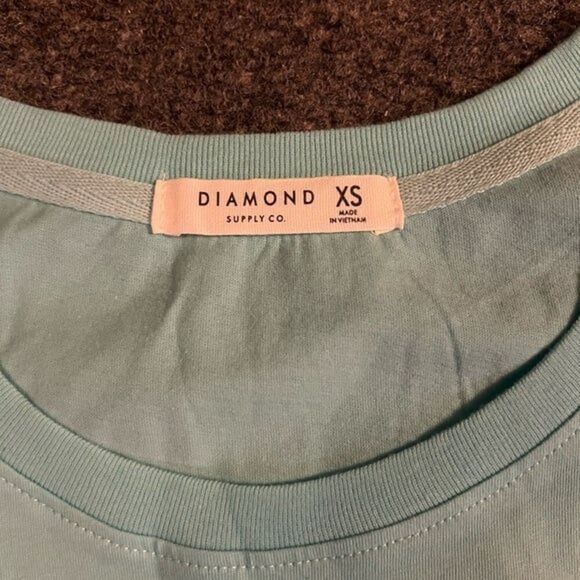 DIAMOND XS
SUPPLY CO. MADE
IN VIETNAM